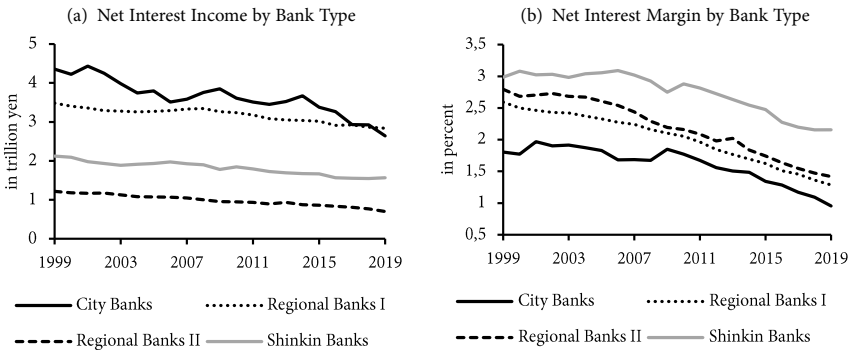 (a) Net Interest Income by Bank Type
in trillion yen
5
4
3
2
1
0
1999 2003 2007 2011 2015 2019
City Banks Regional Banks I
Regional Banks II Shinkin Banks
(b) Net Interest Margin by Bank Type
in percent
3,5
3
2,5
2
1,5
1
0,5
1999 2003 2007 2011 2015 2019
City Banks Regional Banks I
Regional Banks II Shinkin Banks